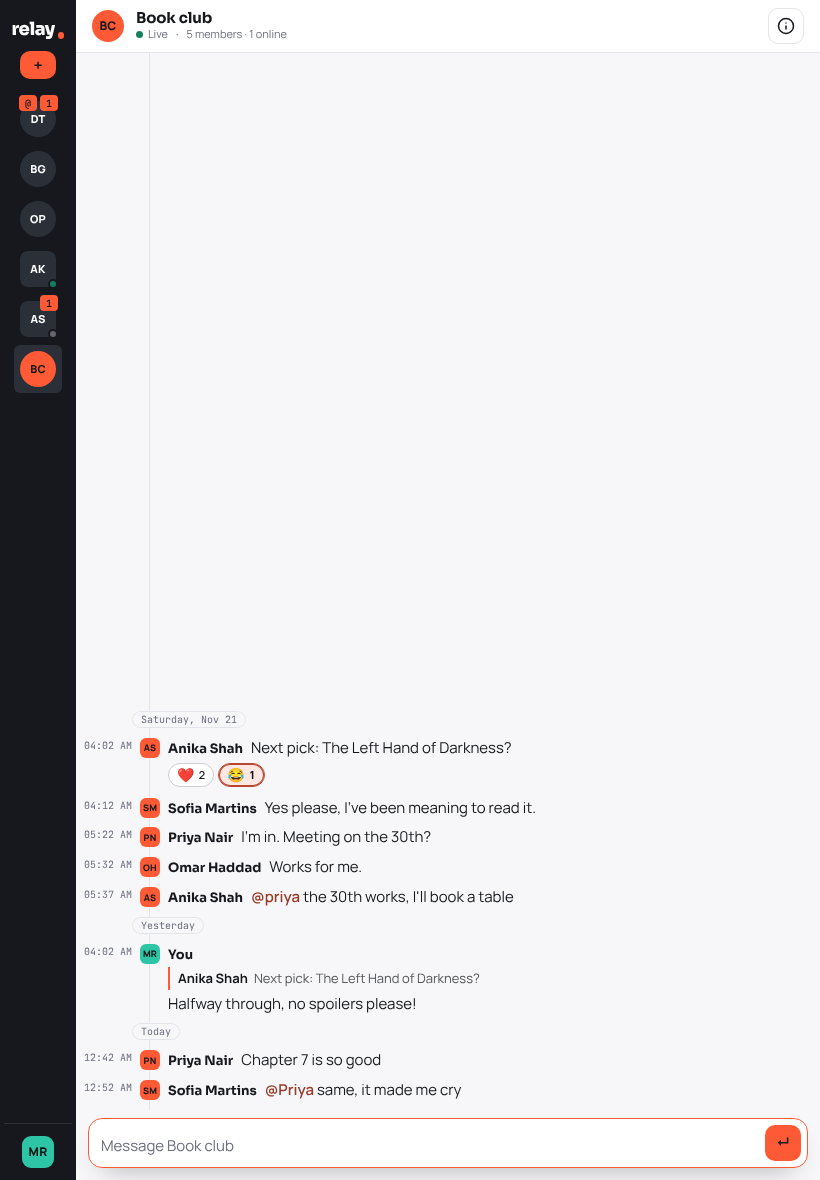 relay.
+
@ 1
DT
BG
OP
AK
1
AS
BC
MR
BC
Book club
Live · 5 members · 1 online
Saturday, Nov 21
04:02 AM AS Anika Shah Next pick: The Left Hand of Darkness?
❤️ 2 😂 1
04:12 AM SM Sofia Martins Yes please, I've been meaning to read it.
05:22 AM PN Priya Nair I'm in. Meeting on the 30th?
05:32 AM OH Omar Haddad Works for me.
05:37 AM AS Anika Shah @priya the 30th works, I'll book a table
Yesterday
04:02 AM MR You
Anika Shah Next pick: The Left Hand of Darkness?
Halfway through, no spoilers please!
Today
12:42 AM PN Priya Nair Chapter 7 is so good
12:52 AM SM Sofia Martins @Priya same, it made me cry
Message Book club